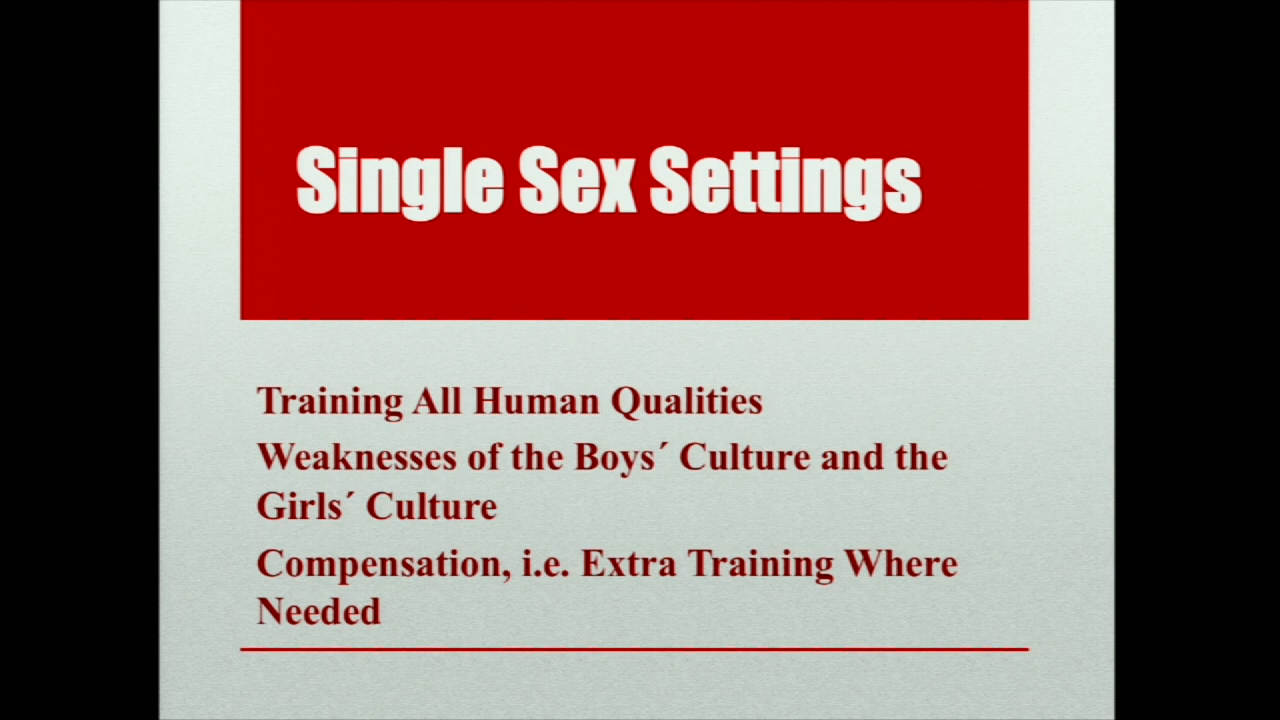 Single Sex Settings
Training All Human Qualities
Weaknesses of the Boys´ Culture and the
Girls´ Culture
Compensation, i.e. Extra Training Where
Needed